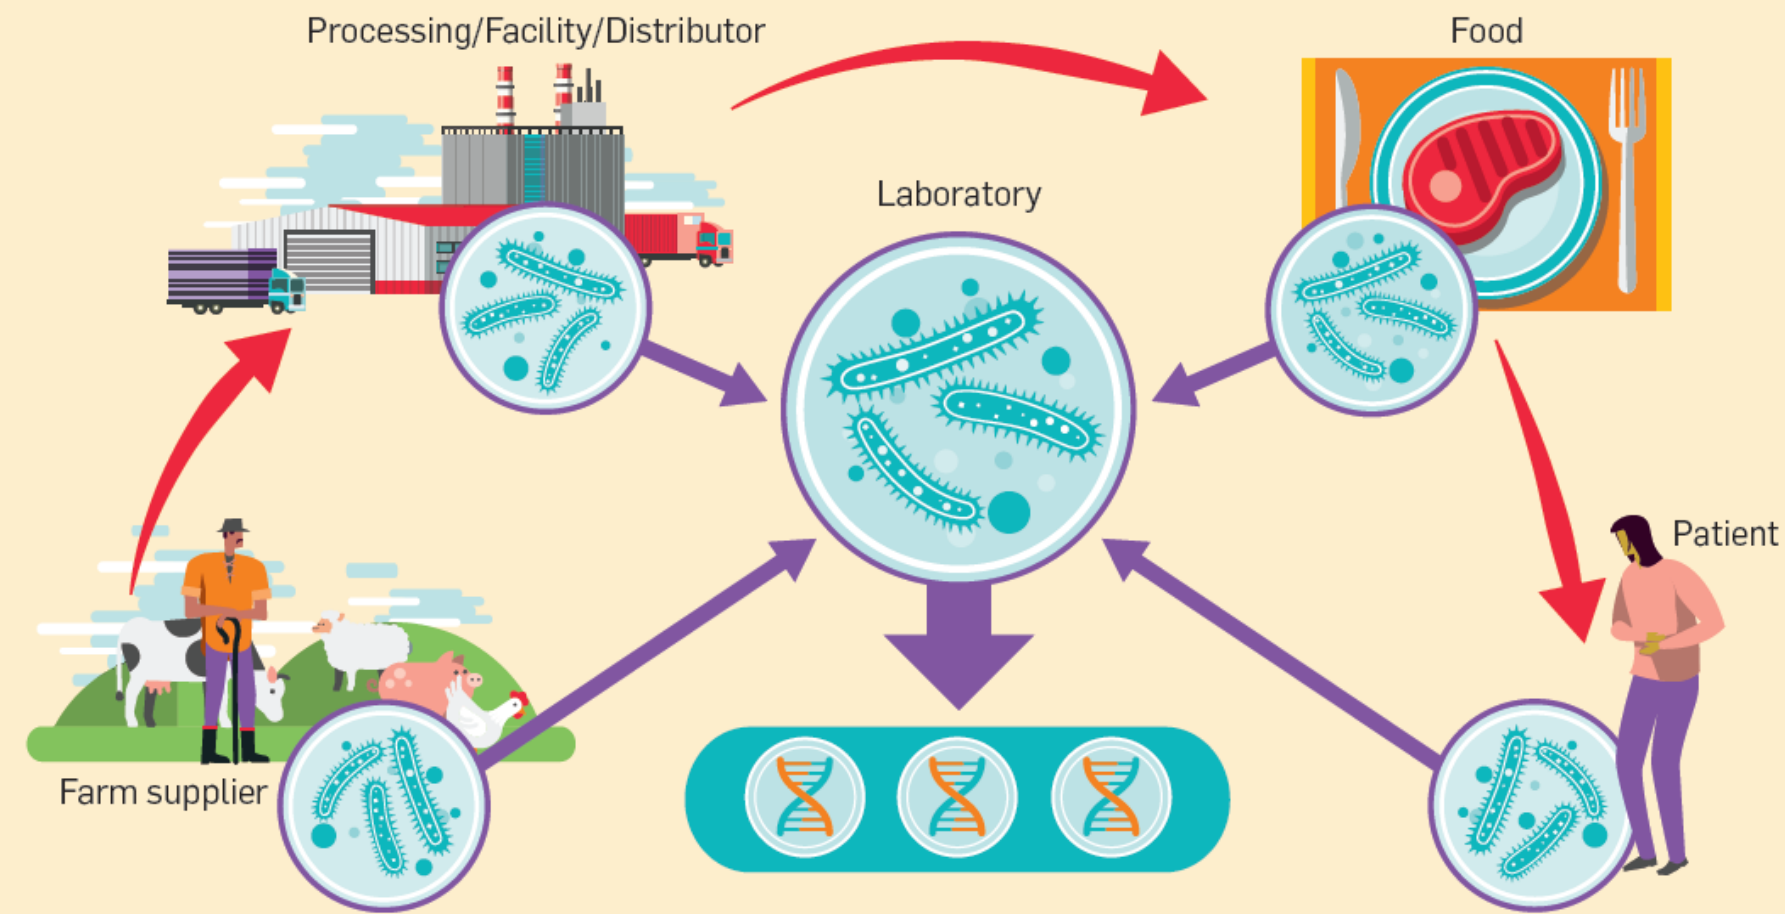 Processing/Facility/Distributor
Food
Laboratory
Patient
Farm supplier